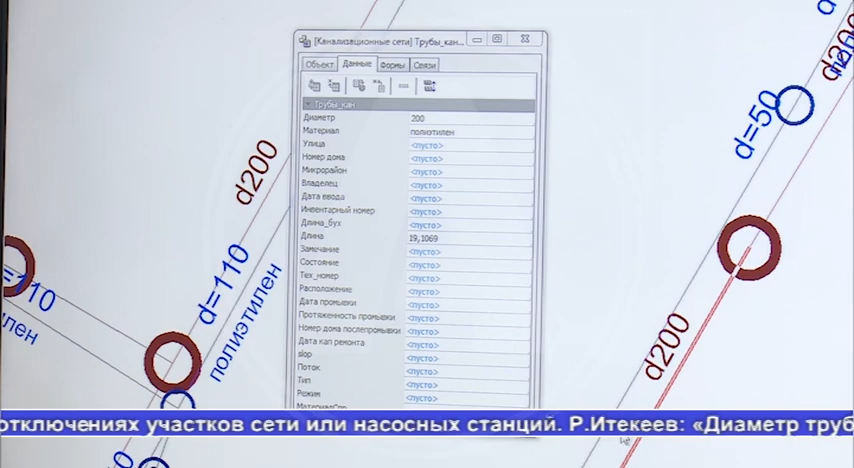 [Канализационные сети] Трубы_кан...
Объект Данные Формы Связи
Трубы_кан
Диаметр 200
Материал полиэтилен
Улица <пусто>
Номер дома <пусто>
Микрорайон <пусто>
Владелец <пусто>
Дата ввода <пусто>
Инвентарный номер <пусто>
Длина_бух <пусто>
Длина 19,1069
Замечание <пусто>
Состояние <пусто>
Тех_номер <пусто>
Расположение <пусто>
Дата промывки <пусто>
Протяженность промывки <пусто>
Номер дома послепромывки <пусто>
Дата кап ремонта <пусто>
slop <пусто>
Поток <пусто>
Тип <пусто>
Режим <пусто>
d200
d=110
полиэтилен
=110
илен
d=50
d200
d200
отключениях участков сети или насосных станций. Р.Итекеев: «Диаметр труб